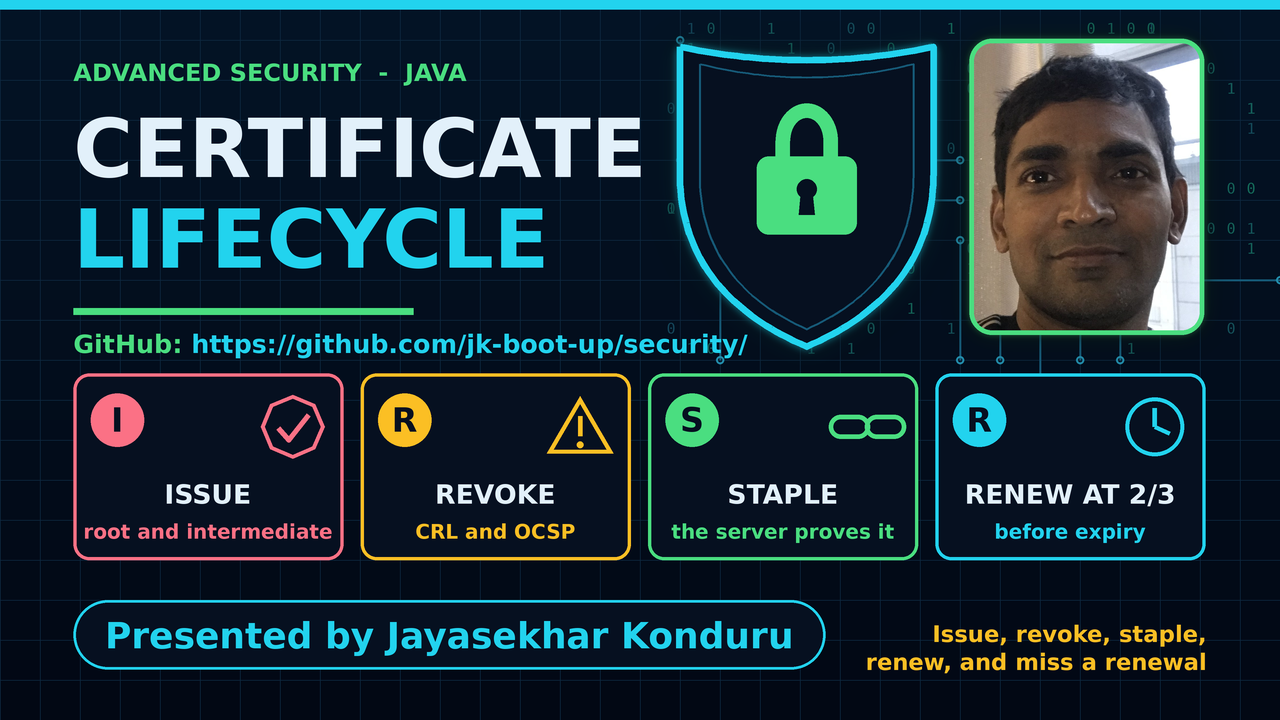 ADVANCED SECURITY - JAVA
CERTIFICATE
LIFECYCLE
GitHub: https://github.com/jk-boot-up/security/
I
ISSUE
root and intermediate
R
REVOKE
CRL and OCSP
S
STAPLE
the server proves it
R
RENEW AT 2/3
before expiry
Presented by Jayasekhar Konduru
Issue, revoke, staple,
renew, and miss a renewal